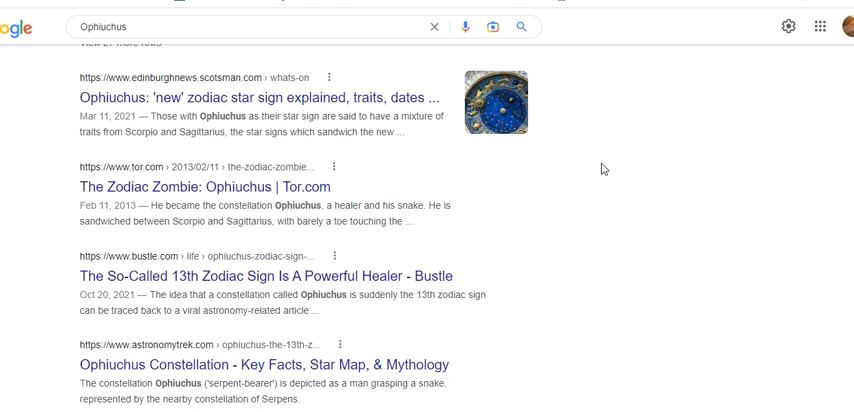 ogle
Ophiuchus
https://www.edinburghnews.scotsman.com › whats-on
Ophiuchus: 'new' zodiac star sign explained, traits, dates ...
Mar 11, 2021 — Those with Ophiuchus as their star sign are said to have a mixture of
traits from Scorpio and Sagittarius, the star signs which sandwich the new ...
https://www.tor.com › 2013/02/11 › the-zodiac-zombie...
The Zodiac Zombie: Ophiuchus | Tor.com
Feb 11, 2013 — He became the constellation Ophiuchus, a healer and his snake. He is
sandwiched between Scorpio and Sagittarius, with barely a toe touching the ...
https://www.bustle.com › life › ophiuchus-zodiac-sign-...
The So-Called 13th Zodiac Sign Is A Powerful Healer - Bustle
Oct 20, 2021 — The idea that a constellation called Ophiuchus is suddenly the 13th zodiac sign
can be traced back to a viral astronomy-related article ...
https://www.astronomytrek.com › ophiuchus-the-13th-z...
Ophiuchus Constellation - Key Facts, Star Map, & Mythology
The constellation Ophiuchus ('serpent-bearer') is depicted as a man grasping a snake,
represented by the nearby constellation of Serpens.